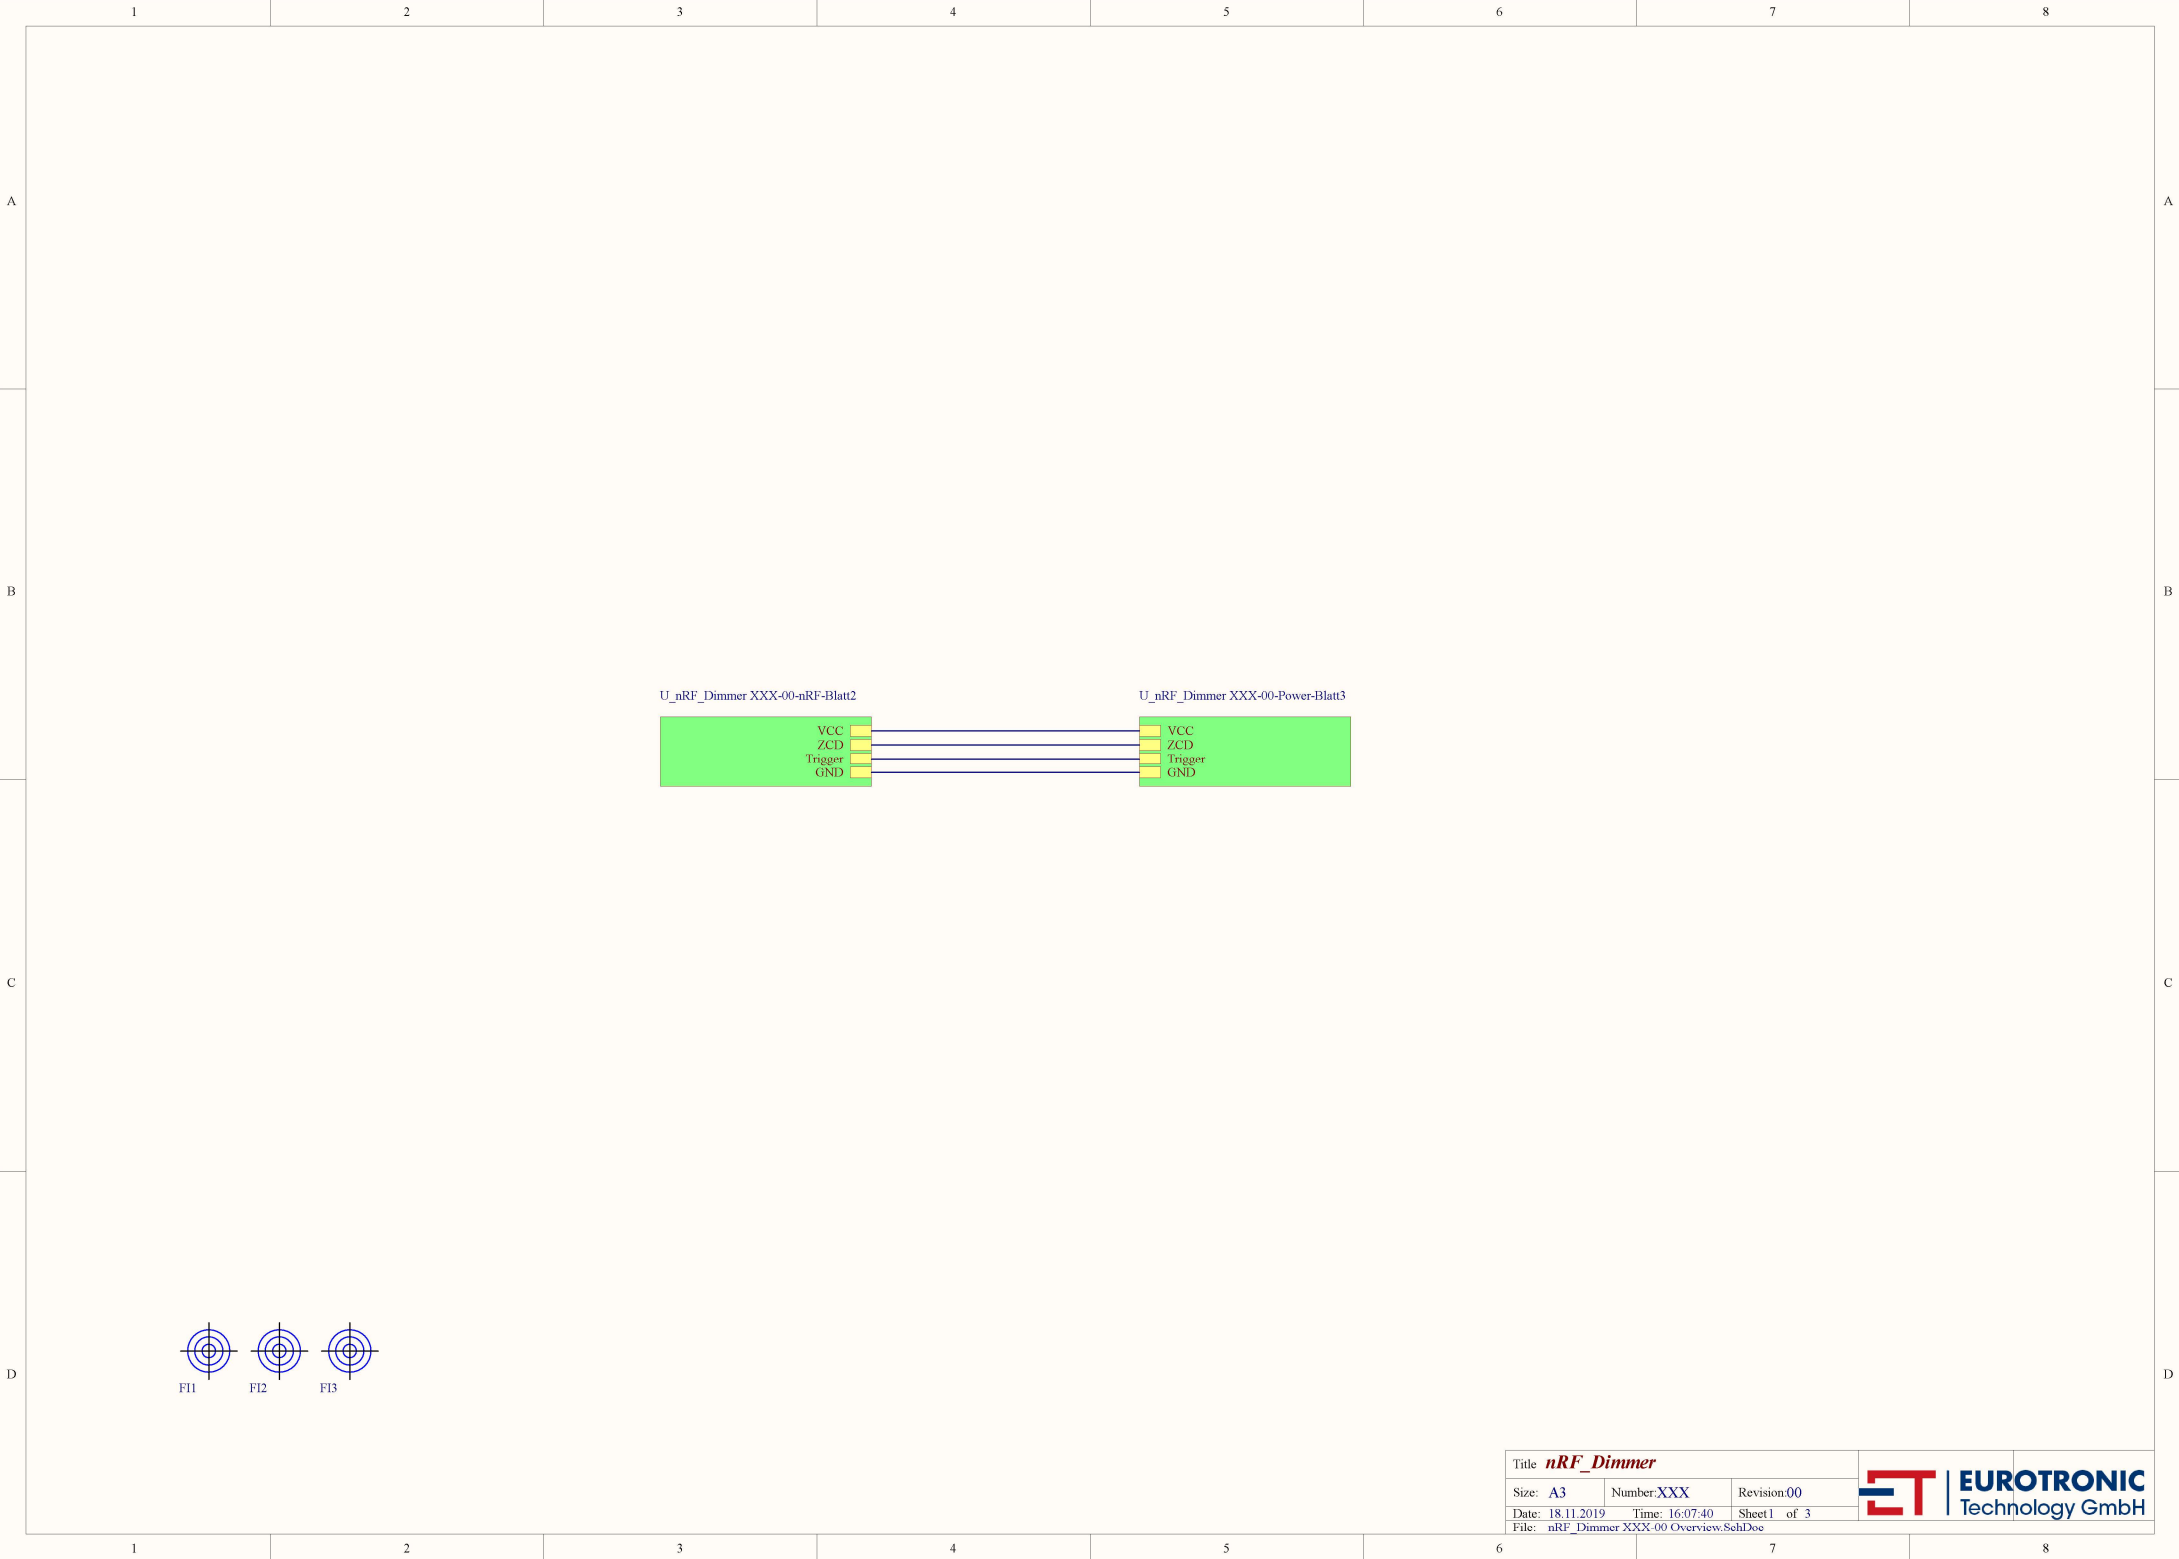 1 2 3 4 5 6 7 8
A A
B B
U_nRF_Dimmer XXX-00-nRF-Blatt2 U_nRF_Dimmer XXX-00-Power-Blatt3
VCC VCC
ZCD ZCD
Trigger Trigger
GND GND
C C
D D
FI1 FI2 FI3
Title nRF_Dimmer
Size: A3 Number:XXX Revision:00
Date: 18.11.2019 Time: 16:07:40 Sheet1 of 3
File: nRF_Dimmer XXX-00 Overview.SchDoc
EUROTRONIC
Technology GmbH
1 2 3 4 5 6 7 8